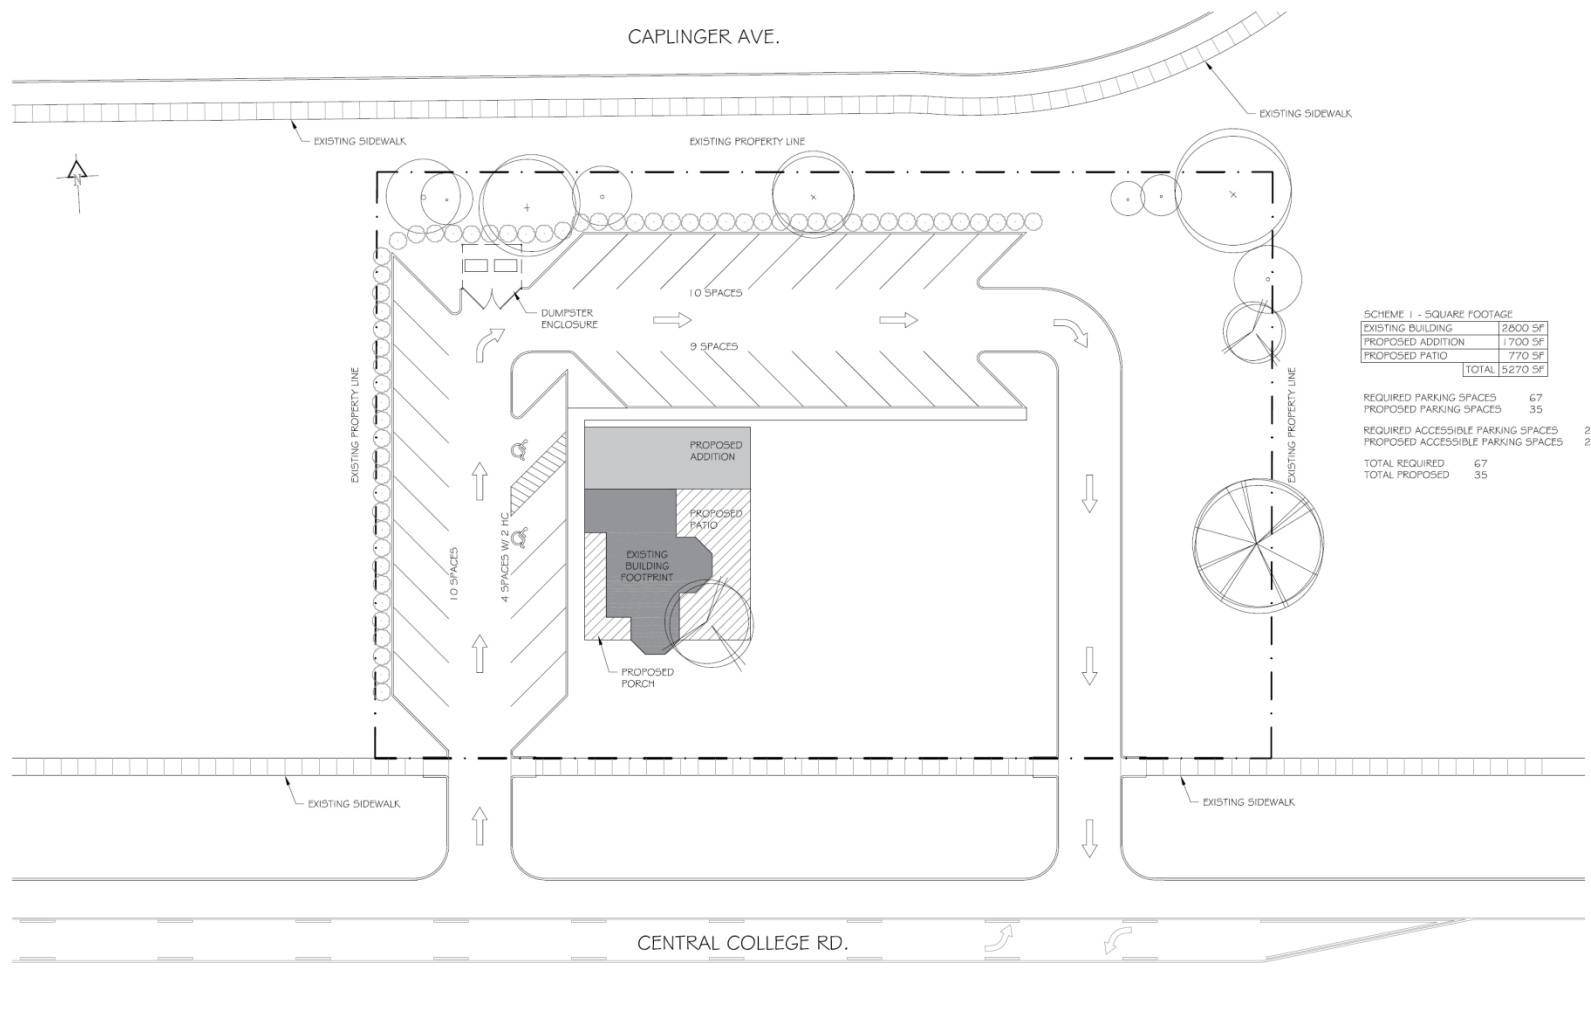 CAPLINGER AVE.
EXISTING SIDEWALK
EXISTING PROPERTY LINE
EXISTING SIDEWALK
N
10 SPACES
DUMPSTER
ENCLOSURE
9 SPACES
SCHEME 1 - SQUARE FOOTAGE
EXISTING BUILDING 2800 SF
PROPOSED ADDITION 1700 SF
PROPOSED PATIO 770 SF
TOTAL 5270 SF
REQUIRED PARKING SPACES 67
PROPOSED PARKING SPACES 35
REQUIRED ACCESSIBLE PARKING SPACES 2
PROPOSED ACCESSIBLE PARKING SPACES 2
TOTAL REQUIRED 67
TOTAL PROPOSED 35
EXISTING PROPERTY LINE
EXISTING PROPERTY LINE
PROPOSED
ADDITION
PROPOSED
PATIO
10 SPACES
4 SPACES W/ 2 HC
EXISTING
BUILDING
FOOTPRINT
PROPOSED
PORCH
EXISTING SIDEWALK
EXISTING SIDEWALK
CENTRAL COLLEGE RD.